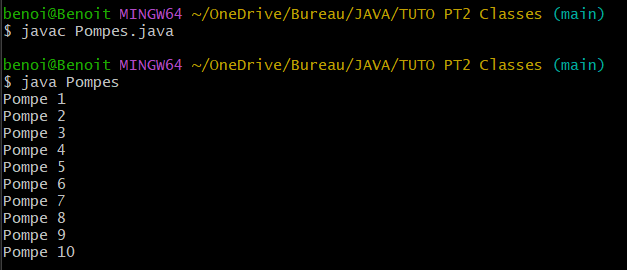 benoi@Benoit MINGW64 ~/OneDrive/Bureau/JAVA/TUTO PT2 Classes (main)
$ javac Pompes.java
benoi@Benoit MINGW64 ~/OneDrive/Bureau/JAVA/TUTO PT2 Classes (main)
$ java Pompes
Pompe 1
Pompe 2
Pompe 3
Pompe 4
Pompe 5
Pompe 6
Pompe 7
Pompe 8
Pompe 9
Pompe 10